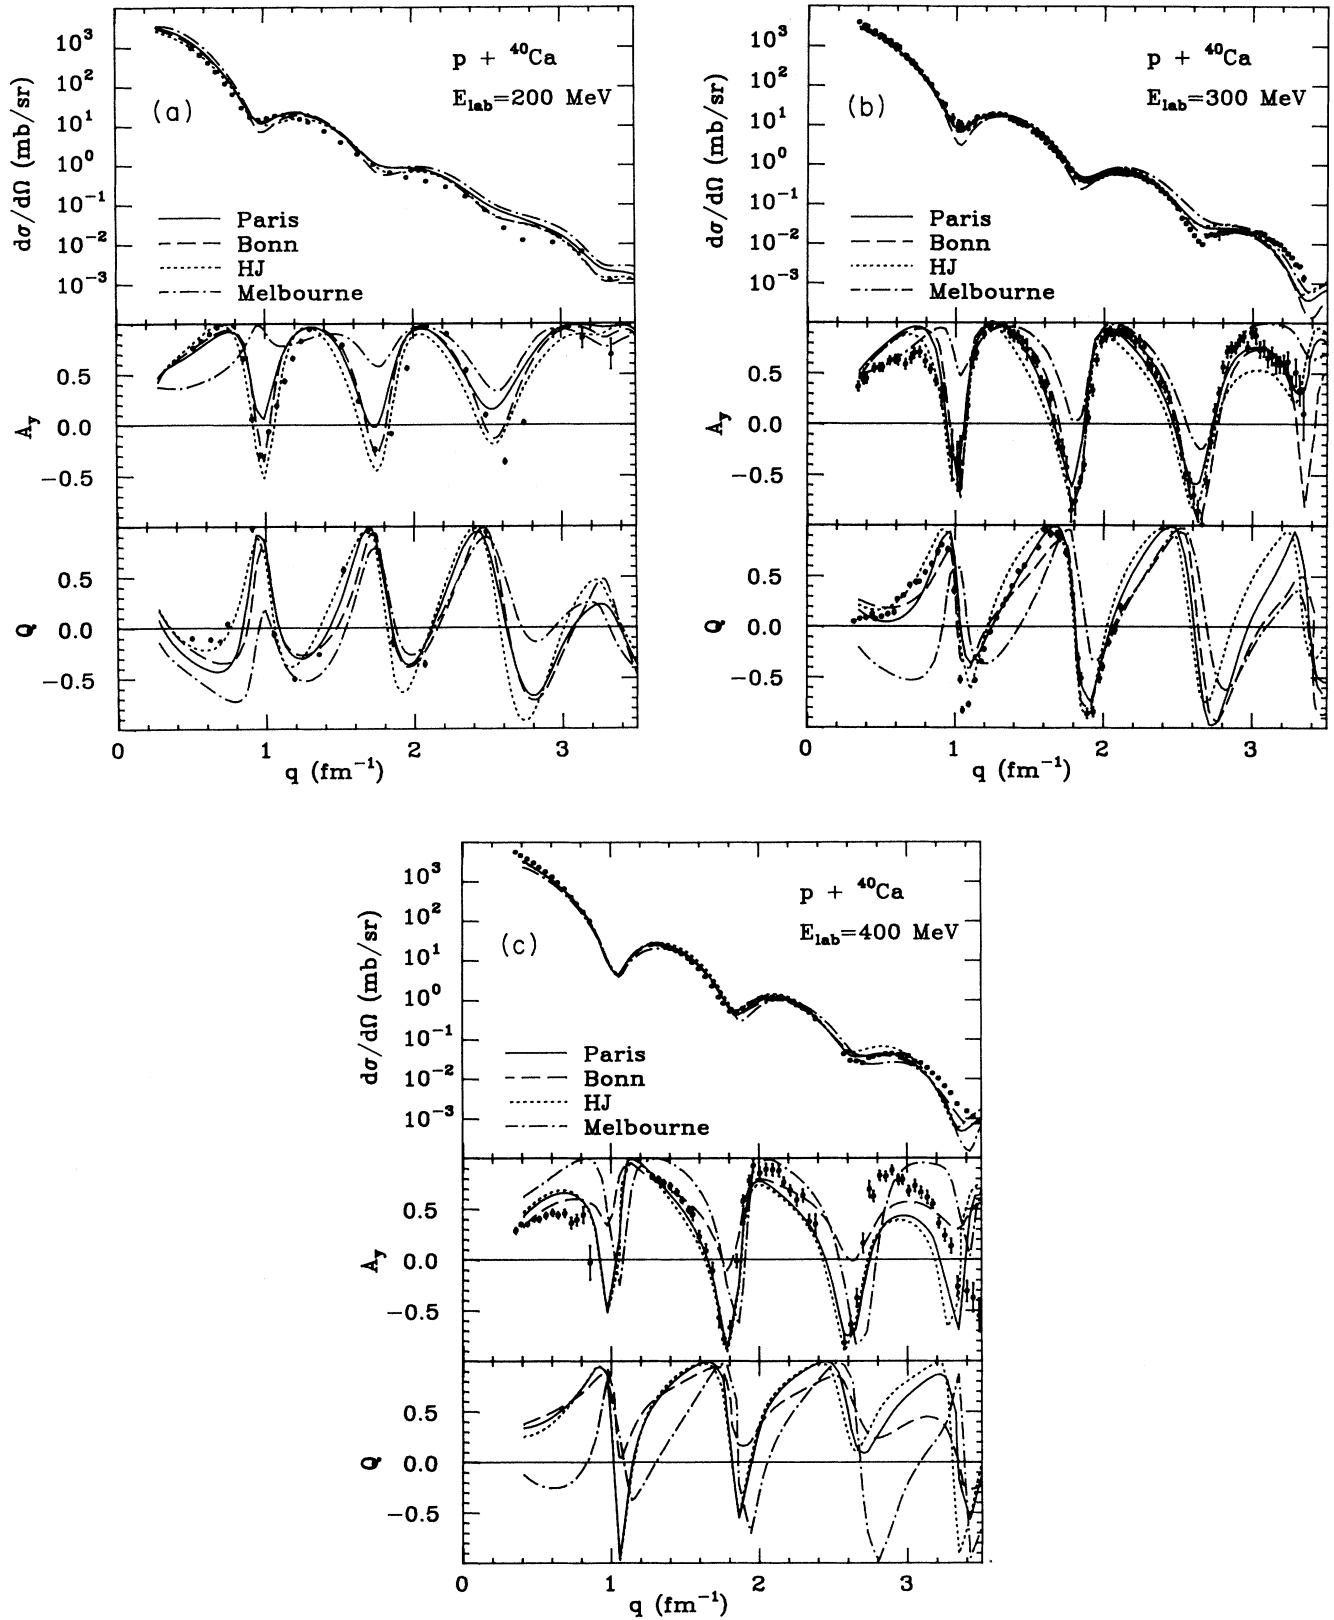 10³
10²
10¹
10⁰
10⁻¹
10⁻²
10⁻³
dσ/dΩ (mb/sr)
(a)
p + ⁴⁰Ca
E_lab=200 MeV
Paris
Bonn
HJ
Melbourne
0.5
0.0
−0.5
A_y
0.5
0.0
−0.5
Q
0 1 2 3
q (fm⁻¹)
10³
10²
10¹
10⁰
10⁻¹
10⁻²
10⁻³
dσ/dΩ (mb/sr)
(b)
p + ⁴⁰Ca
E_lab=300 MeV
Paris
Bonn
HJ
Melbourne
0.5
0.0
−0.5
A_y
0.5
0.0
−0.5
Q
0 1 2 3
q (fm⁻¹)
10³
10²
10¹
10⁰
10⁻¹
10⁻²
10⁻³
dσ/dΩ (mb/sr)
(c)
p + ⁴⁰Ca
E_lab=400 MeV
Paris
Bonn
HJ
Melbourne
0.5
0.0
−0.5
A_y
0.5
0.0
−0.5
Q
0 1 2 3
q (fm⁻¹)